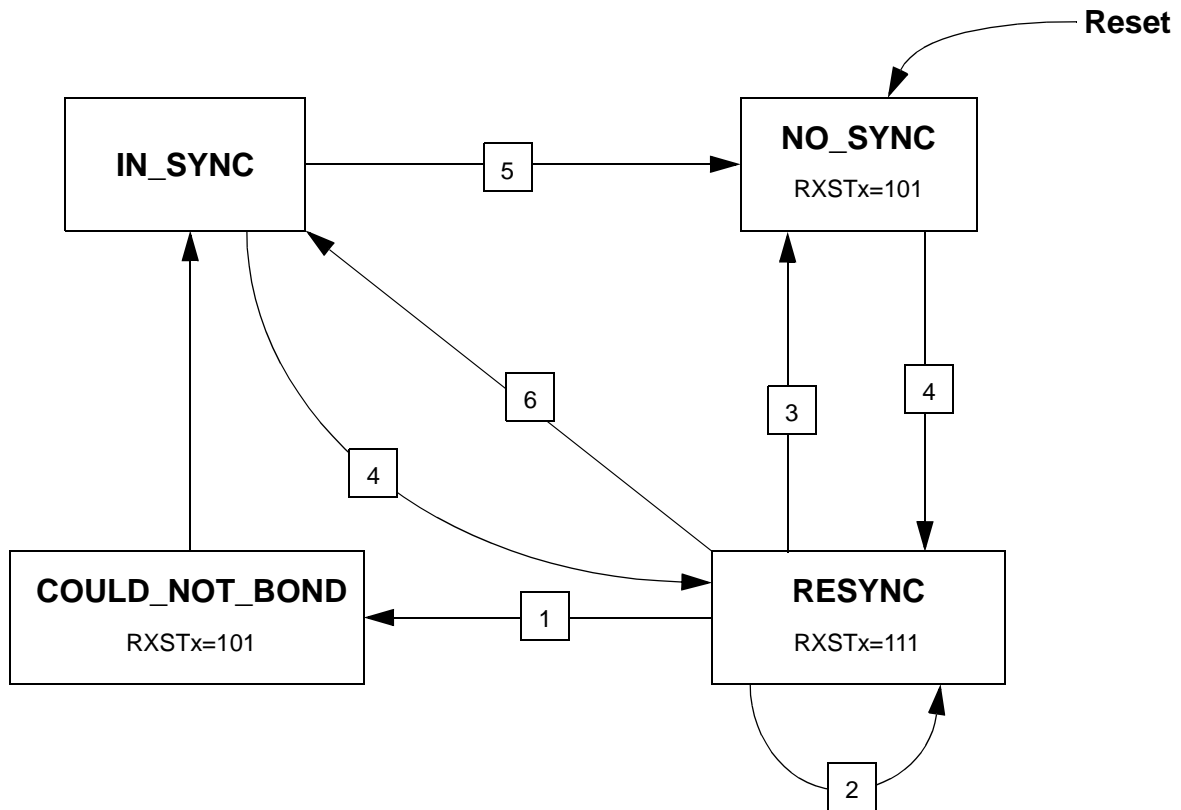 Reset
IN_SYNC
NO_SYNC
RXSTx=101
5
6
3
4
4
COULD_NOT_BOND
RXSTx=101
1
RESYNC
RXSTx=111
2